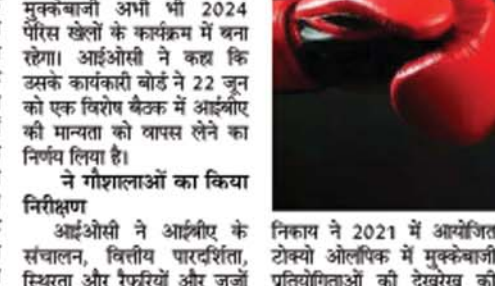 मुक्केबाजी अभी भी 2024
पेरिस खेलों के कार्यक्रम में बना
रहेगा। आईओसी ने कहा कि
उसके कार्यकारी बोर्ड ने 22 जून
को एक विशेष बैठक में आईबीए
की मान्यता को वापस लेने का
निर्णय लिया है।
ने गौशालाओं का किया
निरीक्षण
आईओसी ने आईबीए के
संचालन, वित्तीय पारदर्शिता,
स्थिरता और रैफरियों और जजों
निकाय ने 2021 में आयोजित
टोक्यो ओलंपिक में मुक्केबाजी
प्रतियोगिताओं की देखरेख की